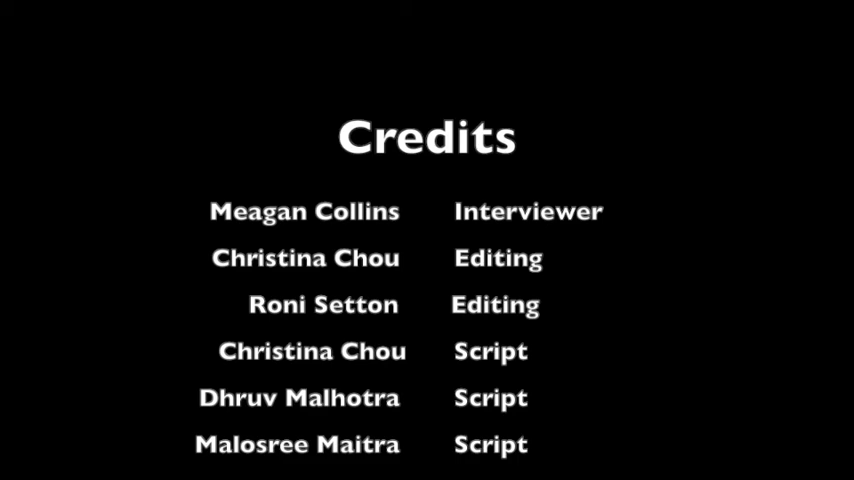 Credits
Meagan Collins Interviewer
Christina Chou Editing
Roni Setton Editing
Christina Chou Script
Dhruv Malhotra Script
Malosree Maitra Script